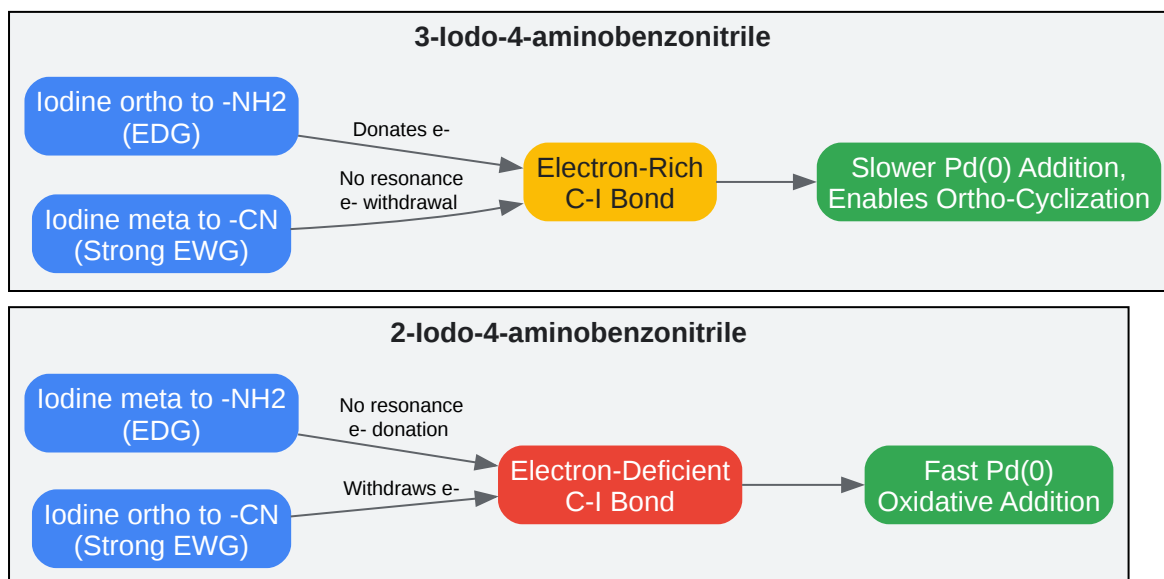 3-Iodo-4-aminobenzonitrile
Iodine ortho to -NH2
(EDG)
Donates e-
No resonance
e- withdrawal
Iodine meta to -CN
(Strong EWG)
Electron-Rich
C-I Bond
Slower Pd(0) Addition,
Enables Ortho-Cyclization
2-Iodo-4-aminobenzonitrile
Iodine meta to -NH2
(EDG)
No resonance
e- donation
Withdraws e-
Iodine ortho to -CN
(Strong EWG)
Electron-Deficient
C-I Bond
Fast Pd(0)
Oxidative Addition